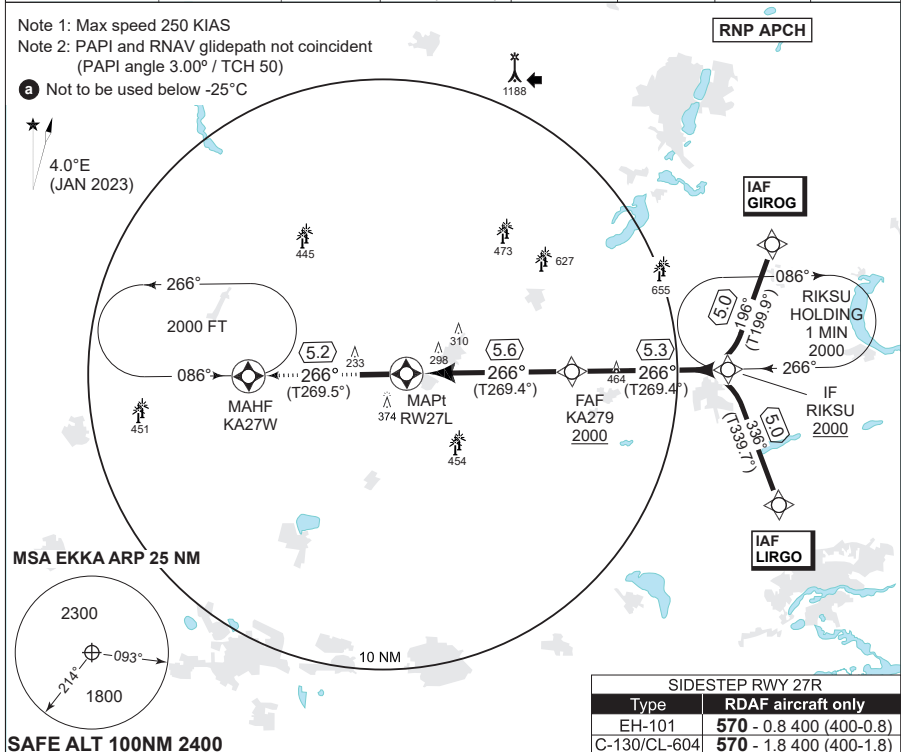 Note 1: Max speed 250 KIAS
Note 2: PAPI and RNAV glidepath not coincident
(PAPI angle 3.00º / TCH 50)
a Not to be used below -25°C
RNP APCH
1188
4.0°E
(JAN 2023)
IAF
GIROG
445
473
627
655
266°
2000 FT
086°
086°
5.0
196°
(T199.9°)
RIKSU
HOLDING
1 MIN
2000
266°
5.2
266°
(T269.5°)
233
298
310
5.6
266°
(T269.4°)
464
5.3
266°
(T269.4°)
MAHF
KA27W
374
MAPt
RW27L
FAF
KA279
2000
IF
RIKSU
2000
451
454
5.0
336°
(T339.7°)
IAF
LIRGO
MSA EKKA ARP 25 NM
2300
093°
214°
1800
10 NM
SAFE ALT 100NM 2400
SIDESTEP RWY 27R
Type RDAF aircraft only
EH-101 570 - 0.8 400 (400-0.8)
C-130/CL-604 570 - 1.8 400 (400-1.8)